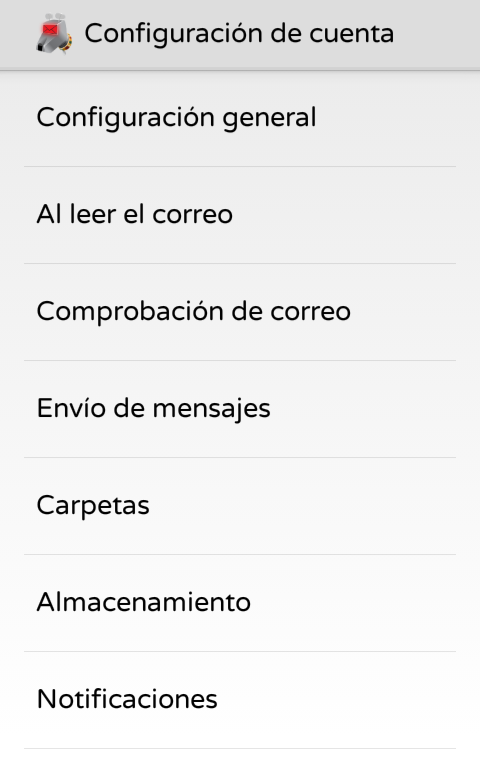 Configuración de cuenta
Configuración general
Al leer el correo
Comprobación de correo
Envío de mensajes
Carpetas
Almacenamiento
Notificaciones